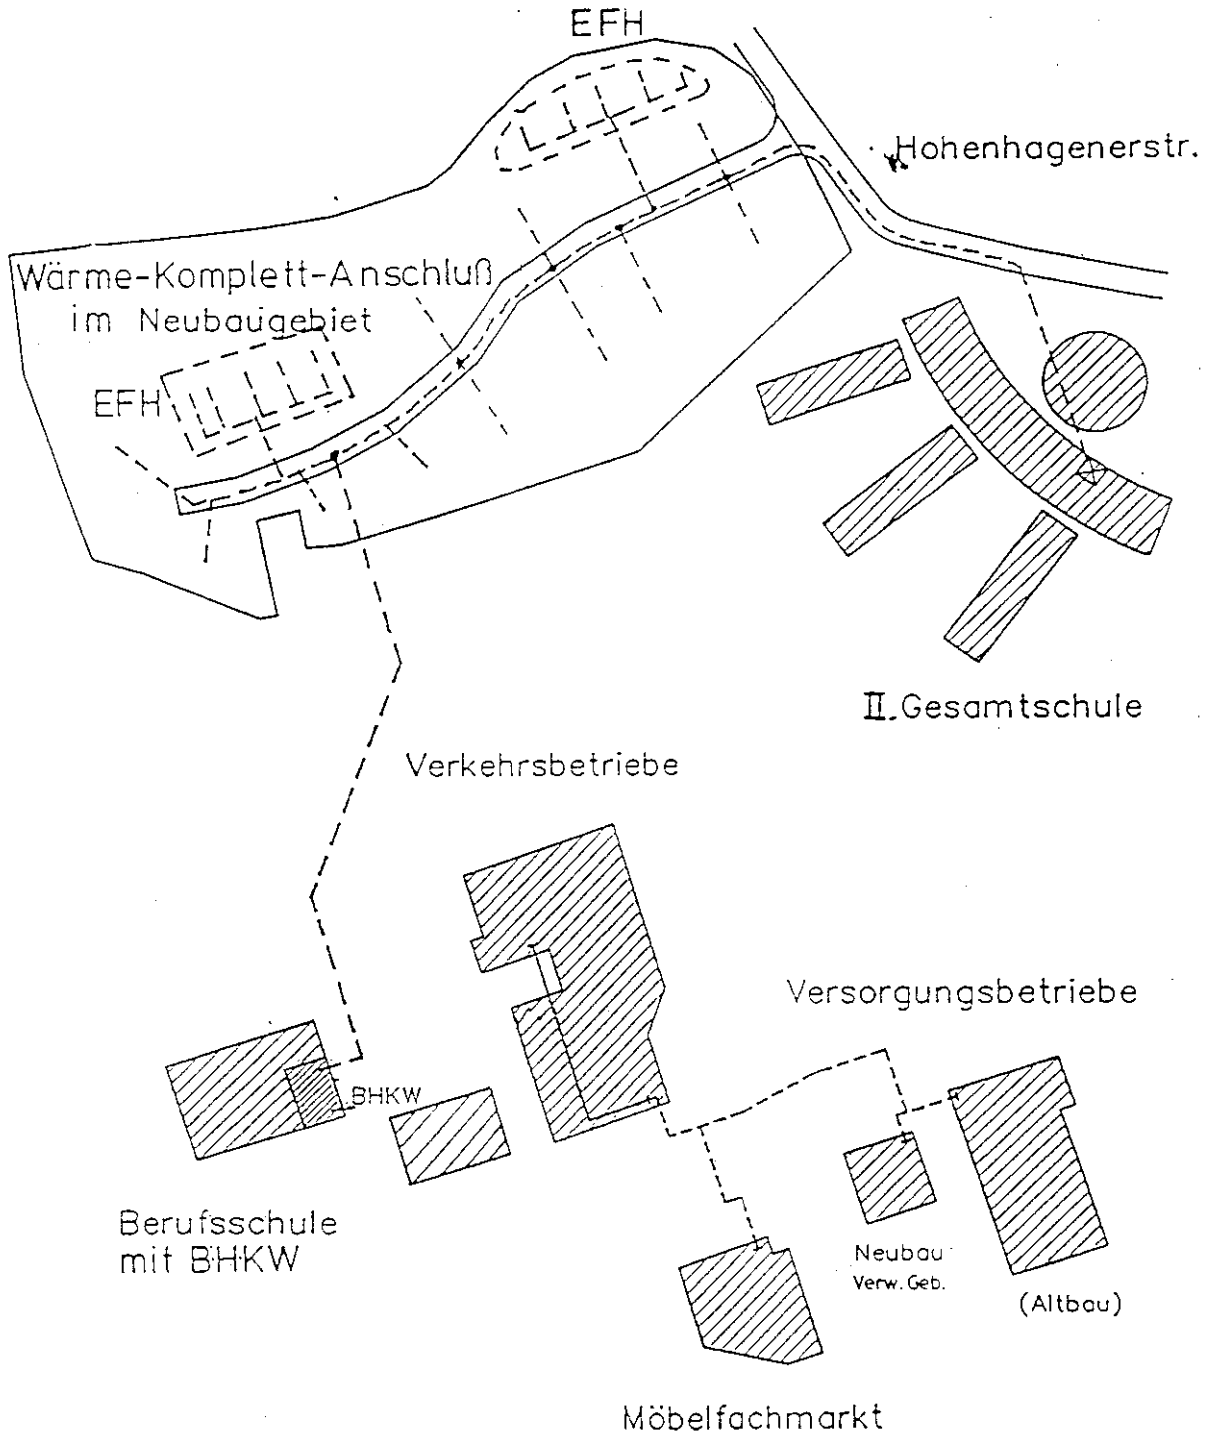 EFH
Hohenhagenerstr.
Wärme-Komplett-Anschluß
im Neubaugebiet
EFH
II.Gesamtschule
Verkehrsbetriebe
Versorgungsbetriebe
BHKW
Berufsschule
mit BHKW
Neubau
Verw. Geb.
(Altbau)
Möbelfachmarkt